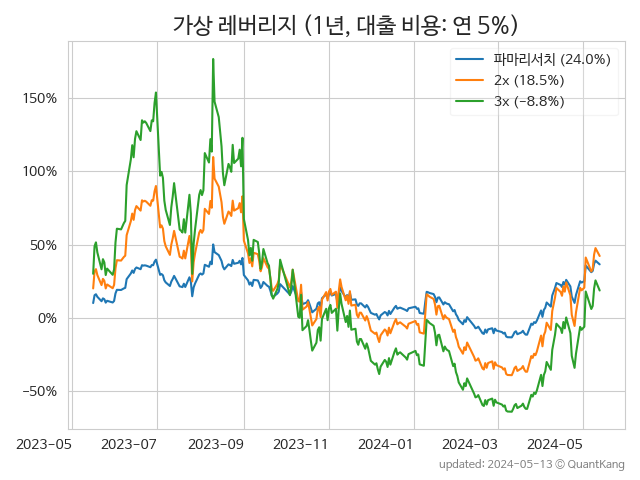 가상 레버리지 (1년, 대출 비용: 연 5%)
파마리서치 (24.0%)
2x (18.5%)
3x (−8.8%)
150%
100%
50%
0%
−50%
2023-05 2023-07 2023-09 2023-11 2024-01 2024-03 2024-05
updated: 2024-05-13 ⓒ QuantKang